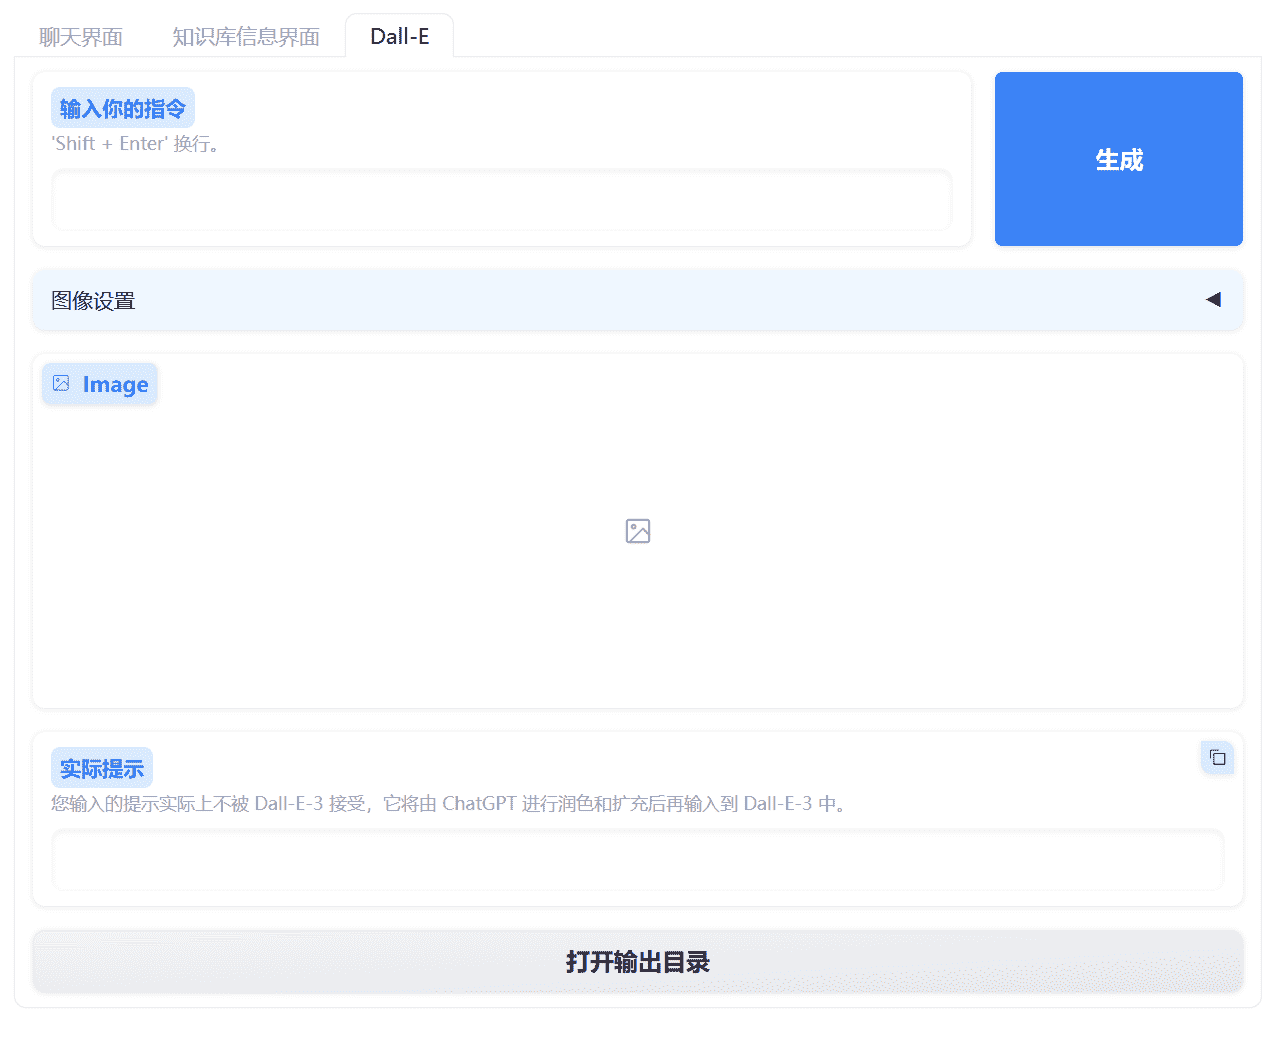 聊天界面 知识库信息界面 Dall-E
输入你的指令
'Shift + Enter' 换行。
生成
图像设置
Image
实际提示
您输入的提示实际上不被 Dall-E-3 接受，它将由 ChatGPT 进行润色和扩充后再输入到 Dall-E-3 中。
打开输出目录